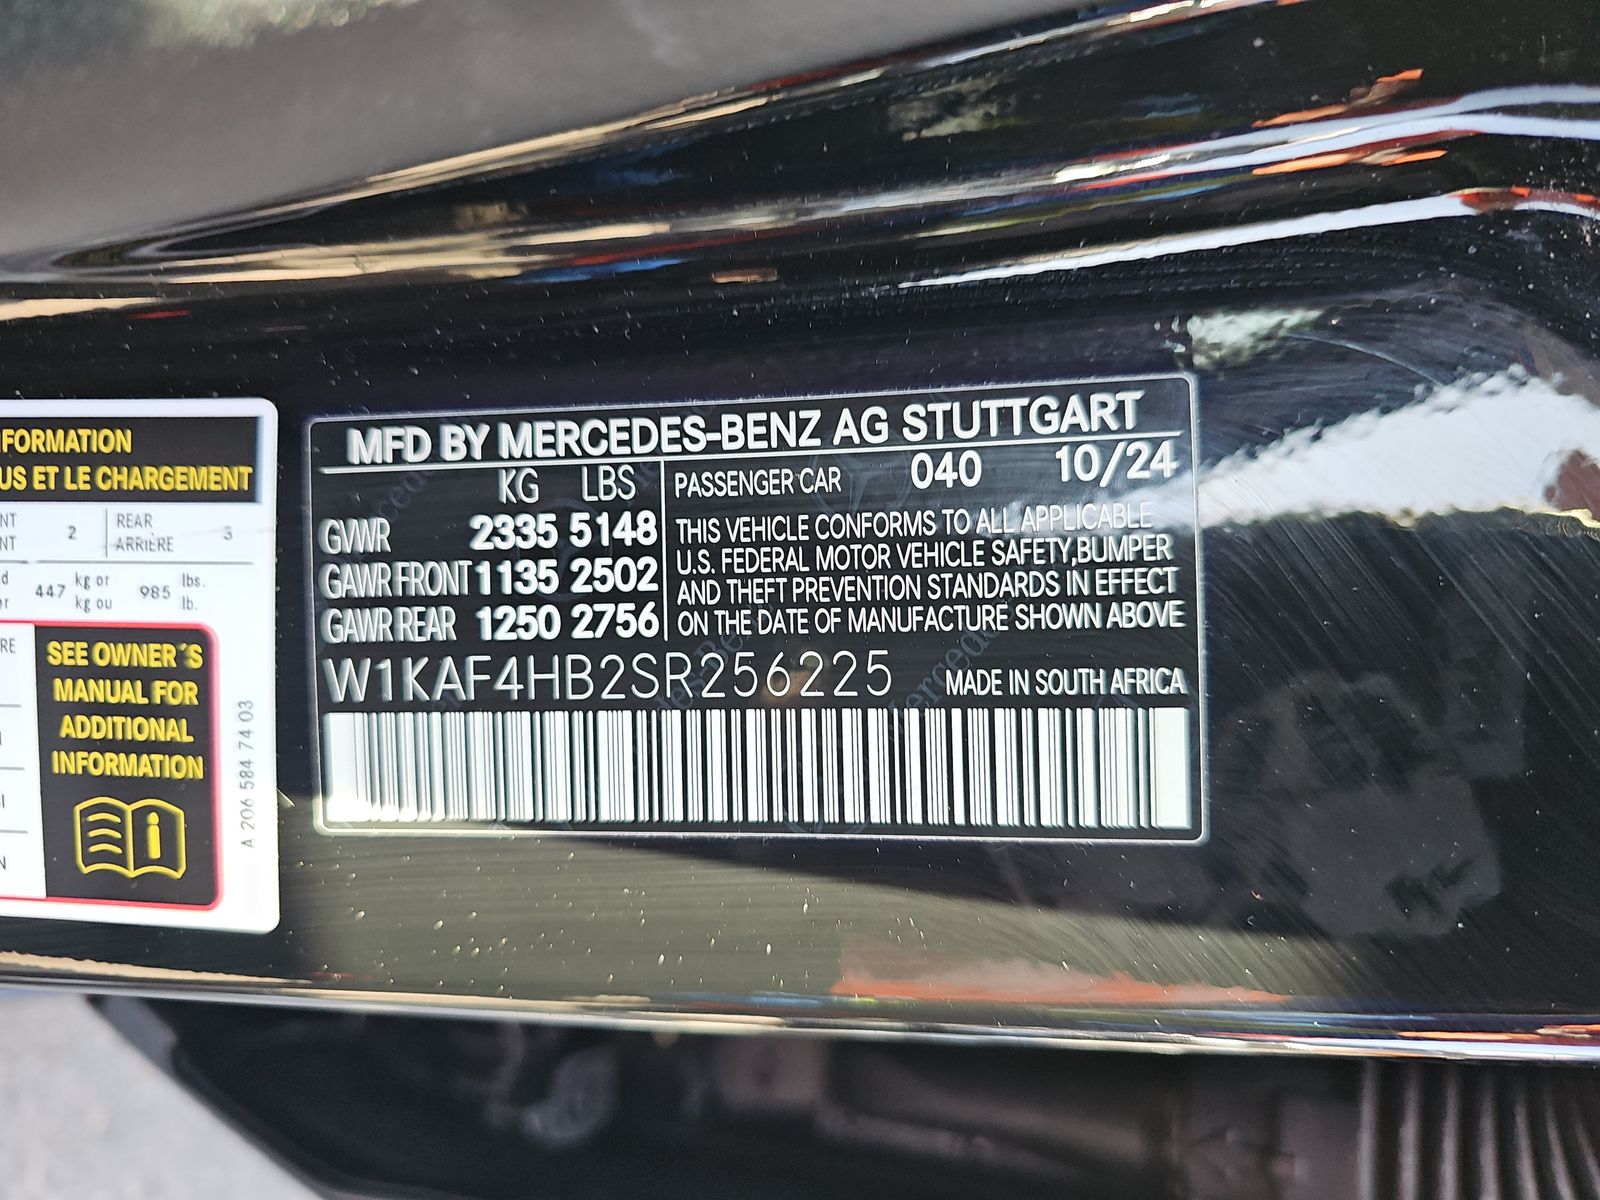 NFORMATION
US ET LE CHARGEMENT
NT 2 REAR 3
NT ARRIÈRE
447 kg or 985 lbs.
kg ou lb.
RE
SEE OWNER´S
MANUAL FOR
ADDITIONAL
INFORMATION
A 206 584 74 03
MFD BY MERCEDES-BENZ AG STUTTGART
KG LBS PASSENGER CAR 040 10/24
GVWR 2335 5148
GAWR FRONT 1135 2502
GAWR REAR 1250 2756
THIS VEHICLE CONFORMS TO ALL APPLICABLE
U.S. FEDERAL MOTOR VEHICLE SAFETY,BUMPER
AND THEFT PREVENTION STANDARDS IN EFFECT
ON THE DATE OF MANUFACTURE SHOWN ABOVE
W1KAF4HB2SR256225 MADE IN SOUTH AFRICA